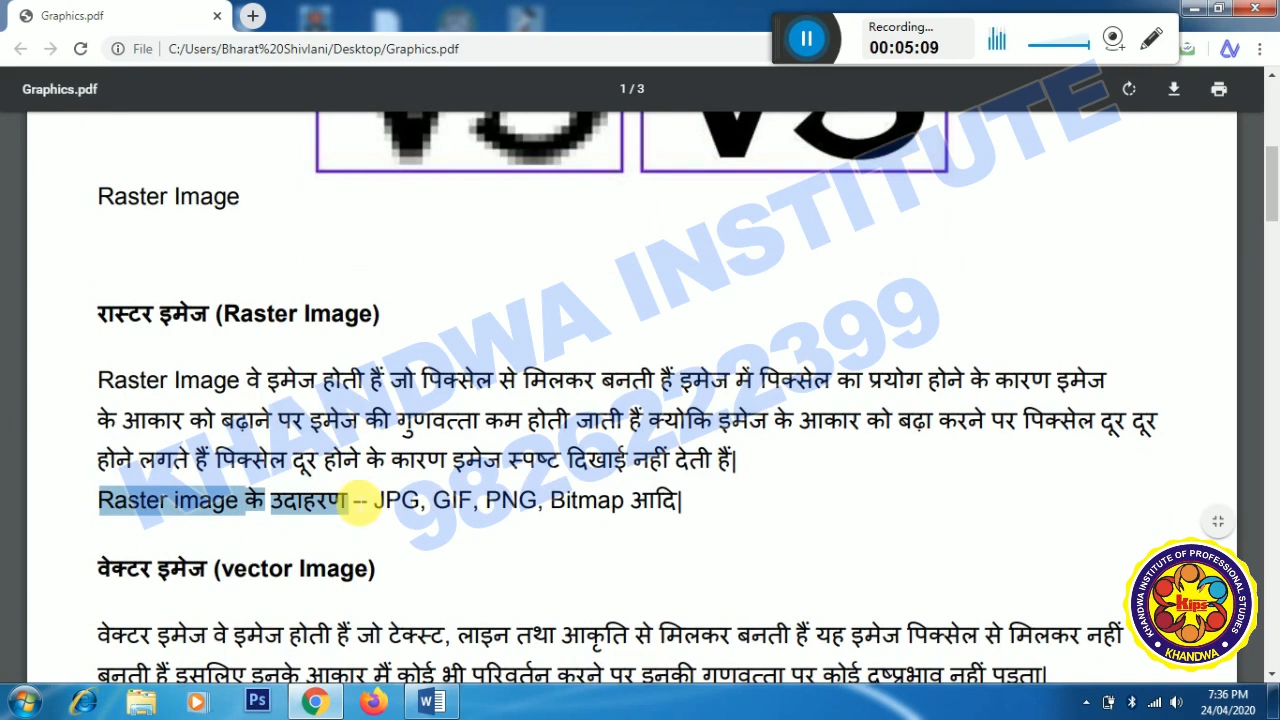 Graphics.pdf
Recording...
00:05:09
File | C:/Users/Bharat%20Shivlani/Desktop/Graphics.pdf
Graphics.pdf
1 / 3
VS VS
Raster Image
रास्टर इमेज (Raster Image)
Raster Image वे इमेज होती हैं जो पिक्सेल से मिलकर बनती हैं इमेज में पिक्सेल का प्रयोग होने के कारण इमेज
के आकार को बढ़ाने पर इमेज की गुणवत्ता कम होती जाती हैं क्योकि इमेज के आकार को बढा करने पर पिक्सेल दूर दूर
होने लगते हैं पिक्सेल दूर होने के कारण इमेज स्पष्ट दिखाई नहीं देती हैं|
Raster image के उदाहरण -- JPG, GIF, PNG, Bitmap आदि|
वेक्टर इमेज (vector Image)
वेक्टर इमेज वे इमेज होती हैं जो टेक्स्ट, लाइन तथा आकृति से मिलकर बनती हैं यह इमेज पिक्सेल से मिलकर नहीं
बनती हैं इसलिए इनके आकार मैं कोई भी परिवर्तन करने पर इनकी गुणवत्ता पर कोई दुष्प्रभाव नहीं पड़ता|
KHANDWA INSTITUTE
9826222399
KHANDWA INSTITUTE OF PROFESSIONAL STUDIES
Kips
KHANDWA
Ps
W
7:36 PM
24/04/2020